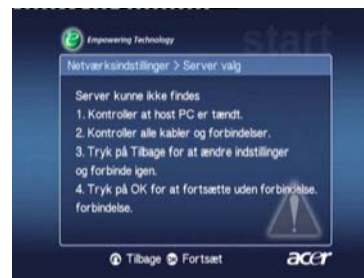 Empowering Technology
start
Netværksindstillinger > Server valg
Server kunne ikke findes
1. Kontroller at host PC er tændt.
2. Kontroller alle kabler og forbindelser.
3. Tryk på Tilbage for at ændre indstillinger
og forbinde igen.
4. Tryk på OK for at fortsætte uden forbindelse.
forbindelse.
Tilbage OK Fortsæt
acer